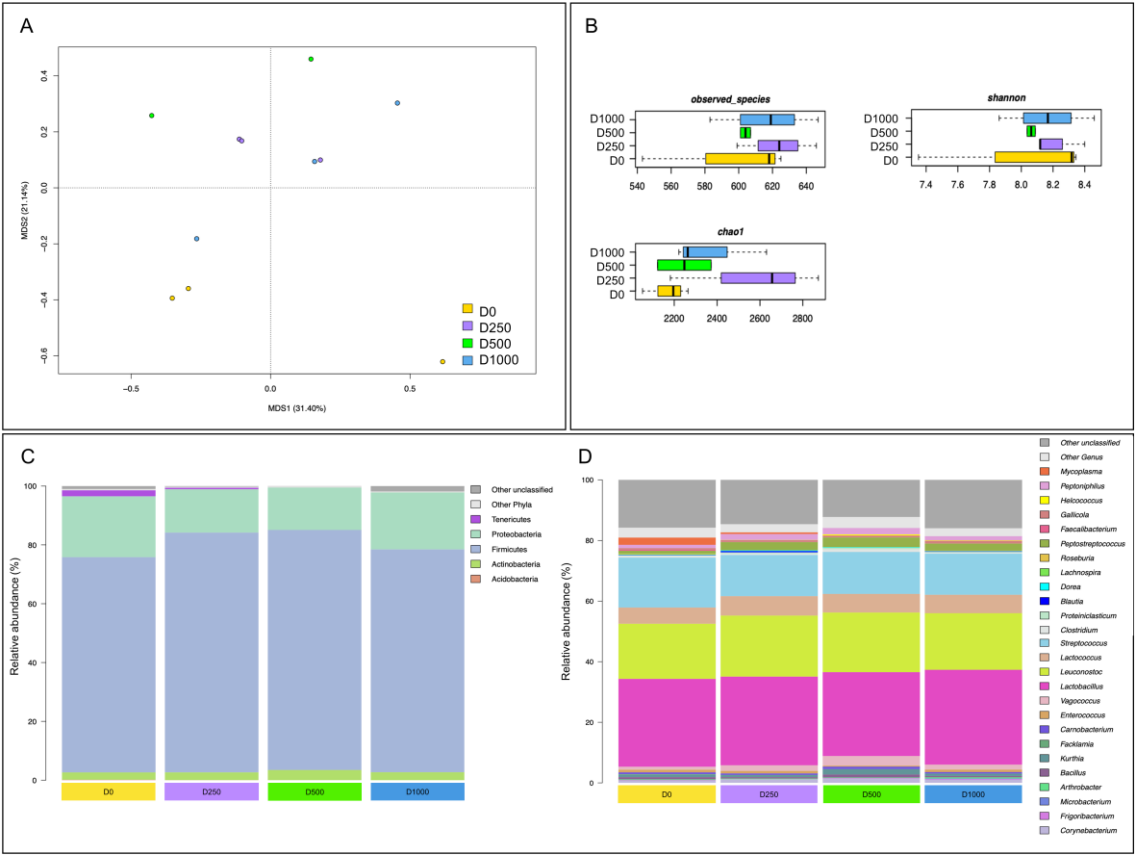 A
0.4
0.2
0.0
−0.2
−0.4
−0.6
MDS2 (21.14%)
−0.5
0.0
0.5
MDS1 (31.40%)
D0
D250
D500
D1000
B
observed_species
D1000
D500
D250
D0
540 560 580 600 620 640
shannon
D1000
D500
D250
D0
7.4 7.6 7.8 8.0 8.2 8.4
chao1
D1000
D500
D250
D0
2200 2400 2600 2800
C
Relative abundance (%)
100
80
60
40
20
0
D0 D250 D500 D1000
Other unclassified
Other Phyla
Tenericutes
Proteobacteria
Firmicutes
Actinobacteria
Acidobacteria
D
Relative abundance (%)
100
80
60
40
20
0
D0 D250 D500 D1000
Other unclassified
Other Genus
Mycoplasma
Peptoniphilus
Helcococcus
Gallicola
Faecalibacterium
Peptostreptococcus
Roseburia
Lachnospira
Dorea
Blautia
Proteiniclasticum
Clostridium
Streptococcus
Lactococcus
Leuconostoc
Lactobacillus
Vagococcus
Enterococcus
Carnobacterium
Facklamia
Kurthia
Bacillus
Arthrobacter
Microbacterium
Frigoribacterium
Corynebacterium